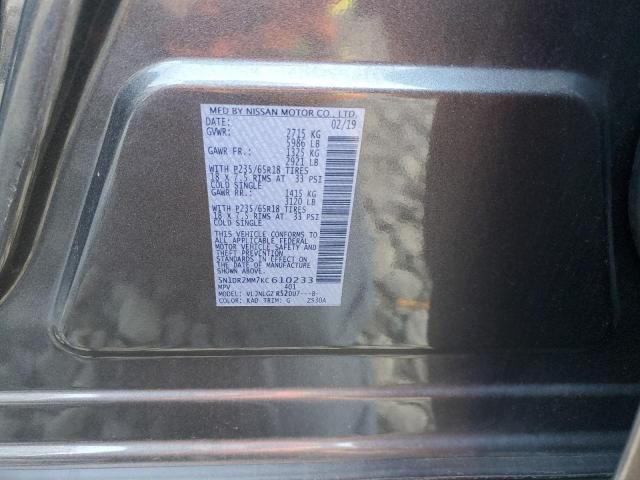 MFD BY NISSAN MOTOR CO., LTD.
DATE: 02/19
GVWR: 2715 KG
5986 LB
GAWR FR.: 1325 KG
2921 LB
WITH P235/65R18 TIRES
18 X 7.5 RIMS AT 33 PSI
COLD SINGLE
GAWR RR.: 1415 KG
3120 LB
WITH P235/65R18 TIRES
18 X 7.5 RIMS AT 33 PSI
COLD SINGLE
THIS VEHICLE CONFORMS TO
ALL APPLICABLE FEDERAL
MOTOR VEHICLE SAFETY AND
THEFT PREVENTION
STANDARDS IN EFFECT ON
THE DATE OF MANUFACTURE
SHOWN ABOVE.
5N1DR2MM7KC610233
MPV 401
MODEL:
COLOR: KAD TRIM: G ZS30A